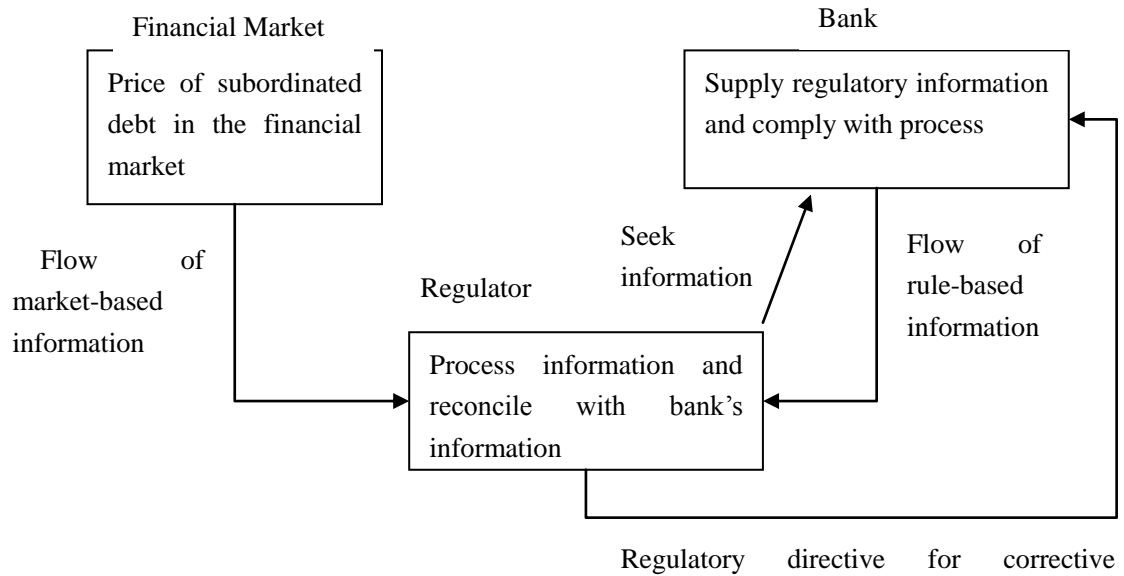 Financial Market
Price of subordinated
debt in the financial
market
Bank
Supply regulatory information
and comply with process
Flow of
market-based
information
Seek
information
Flow of
rule-based
information
Regulator
Process information and
reconcile with bank’s
information
Regulatory directive for corrective